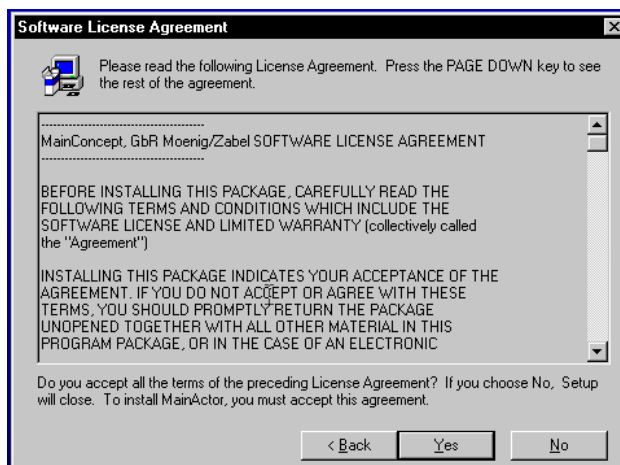 Software License Agreement
Please read the following License Agreement. Press the PAGE DOWN key to see
the rest of the agreement.
------------------------------------------
MainConcept, GbR Moenig/Zabel SOFTWARE LICENSE AGREEMENT
------------------------------------------
BEFORE INSTALLING THIS PACKAGE, CAREFULLY READ THE
FOLLOWING TERMS AND CONDITIONS WHICH INCLUDE THE
SOFTWARE LICENSE AND LIMITED WARRANTY (collectively called
the "Agreement")
INSTALLING THIS PACKAGE INDICATES YOUR ACCEPTANCE OF THE
AGREEMENT. IF YOU DO NOT ACCEPT OR AGREE WITH THESE
TERMS, YOU SHOULD PROMPTLY RETURN THE PACKAGE
UNOPENED TOGETHER WITH ALL OTHER MATERIAL IN THIS
PROGRAM PACKAGE, OR IN THE CASE OF AN ELECTRONIC
Do you accept all the terms of the preceding License Agreement? If you choose No, Setup
will close. To install MainActor, you must accept this agreement.
< Back Yes No